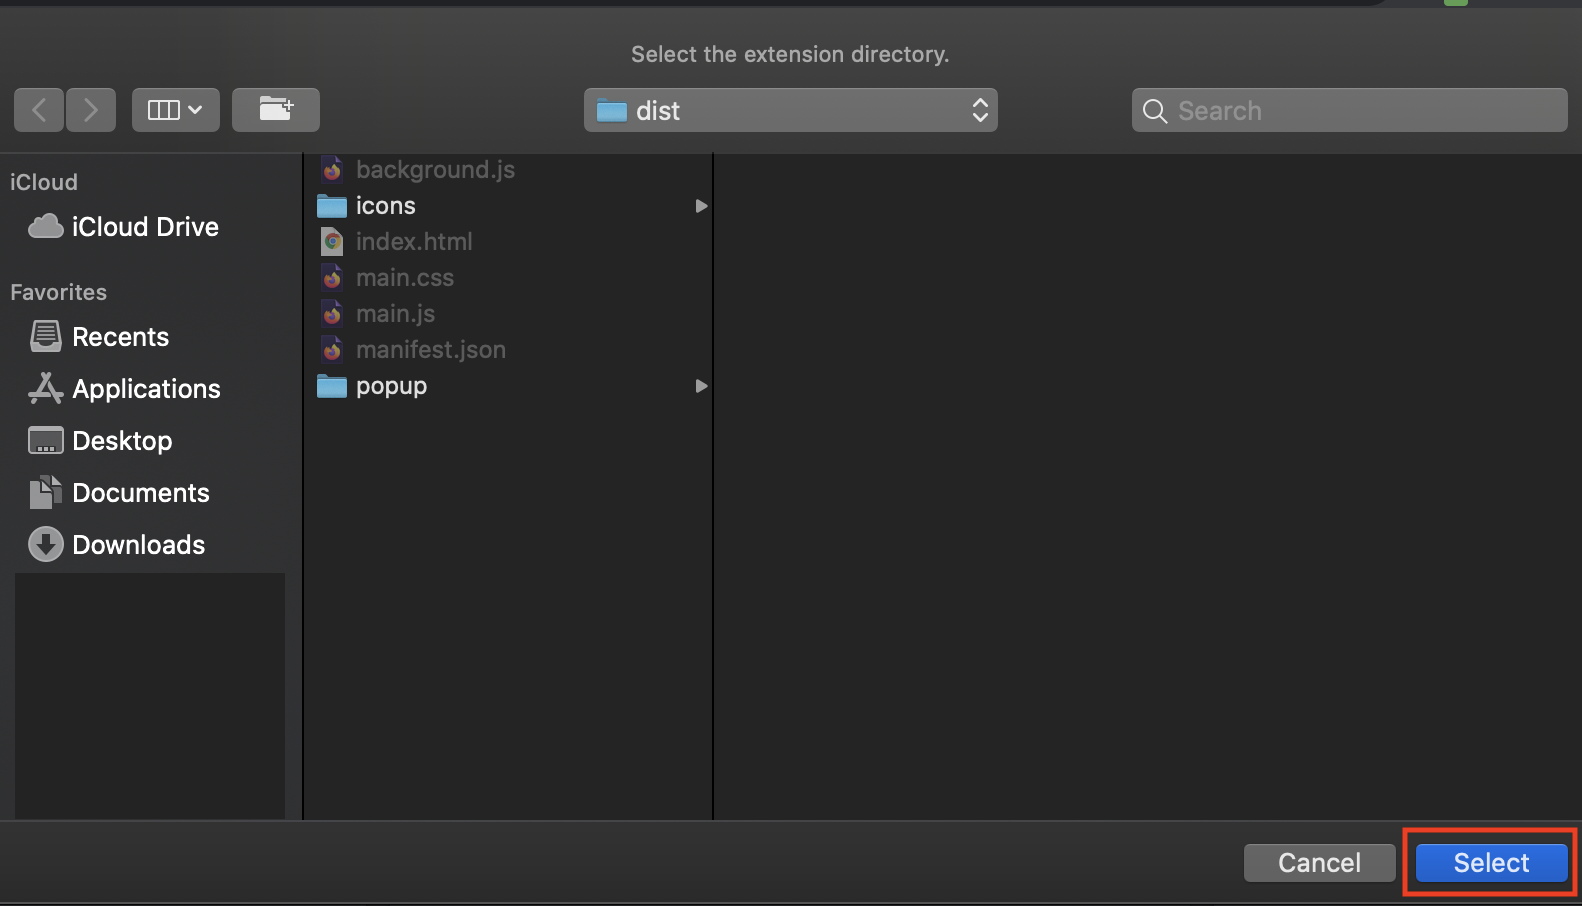 Select the extension directory.
dist
Search
iCloud
iCloud Drive
Favorites
Recents
Applications
Desktop
Documents
Downloads
background.js
icons
index.html
main.css
main.js
manifest.json
popup
Cancel
Select